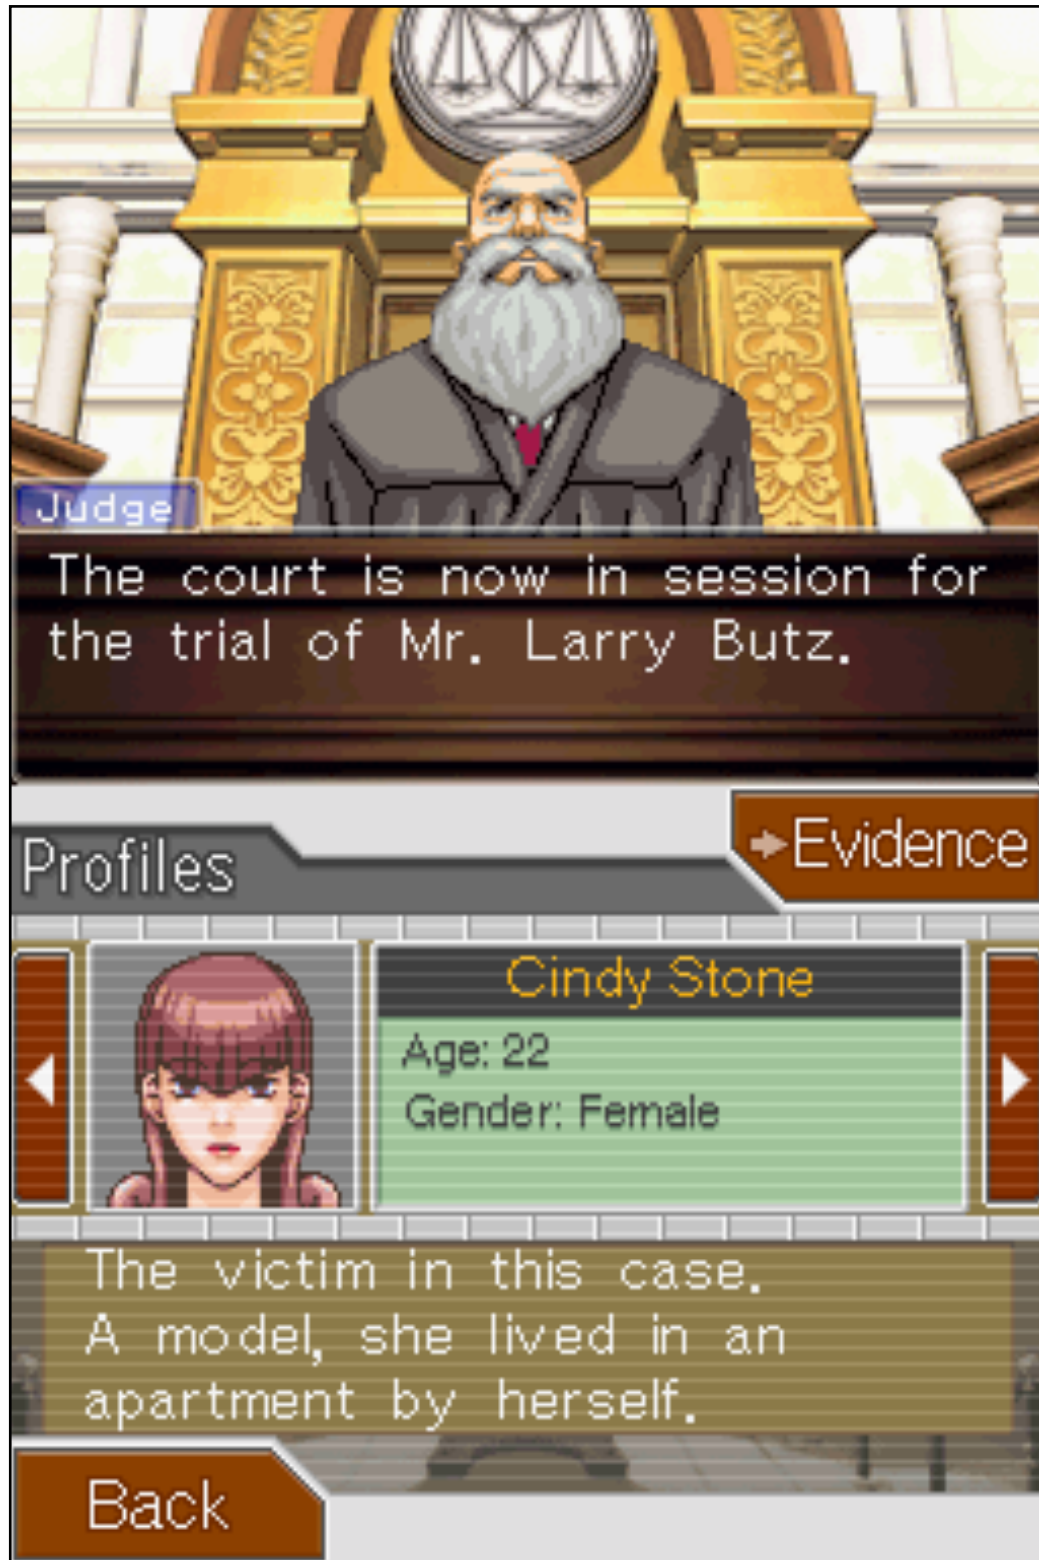 Judge
The court is now in session for
the trial of Mr. Larry Butz.
Evidence
Profiles
Cindy Stone
Age: 22
Gender: Female
The victim in this case.
A model, she lived in an
apartment by herself.
Back